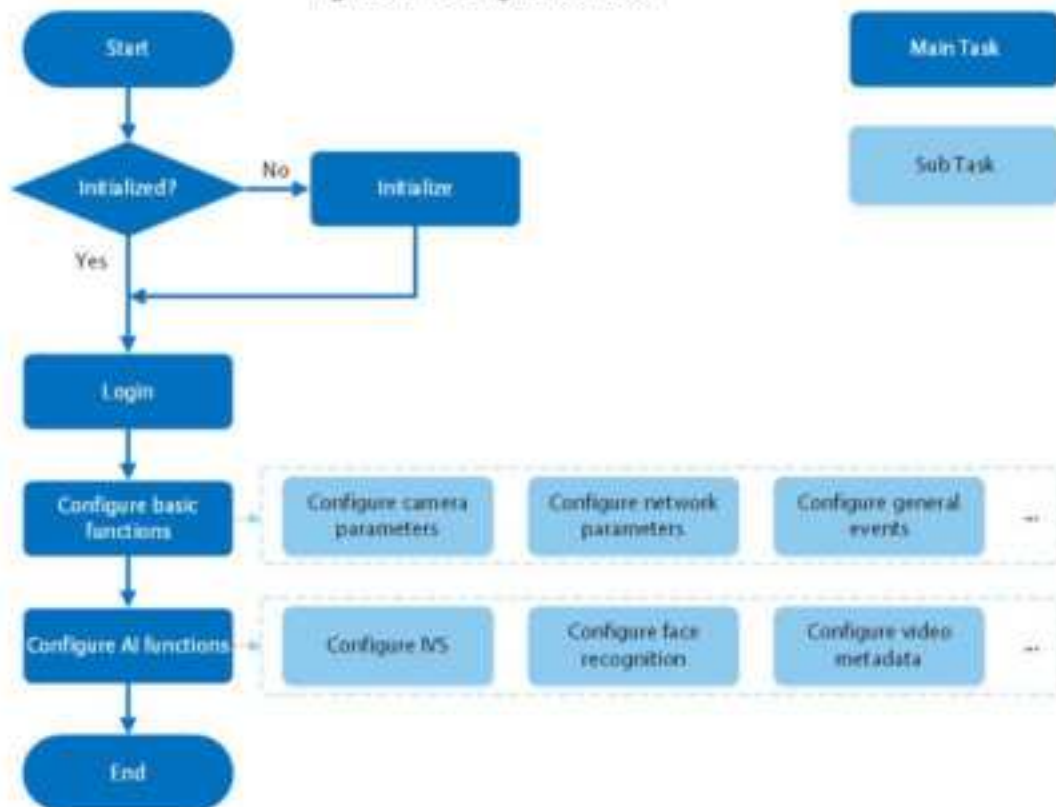 Start
Main Task
Initialized?
No
Initialize
Sub Task
Yes
Login
Configure basic
functions
Configure camera
parameters
Configure network
parameters
Configure general
events
...
Configure AI functions
Configure IVS
Configure face
recognition
Configure video
metadata
...
End